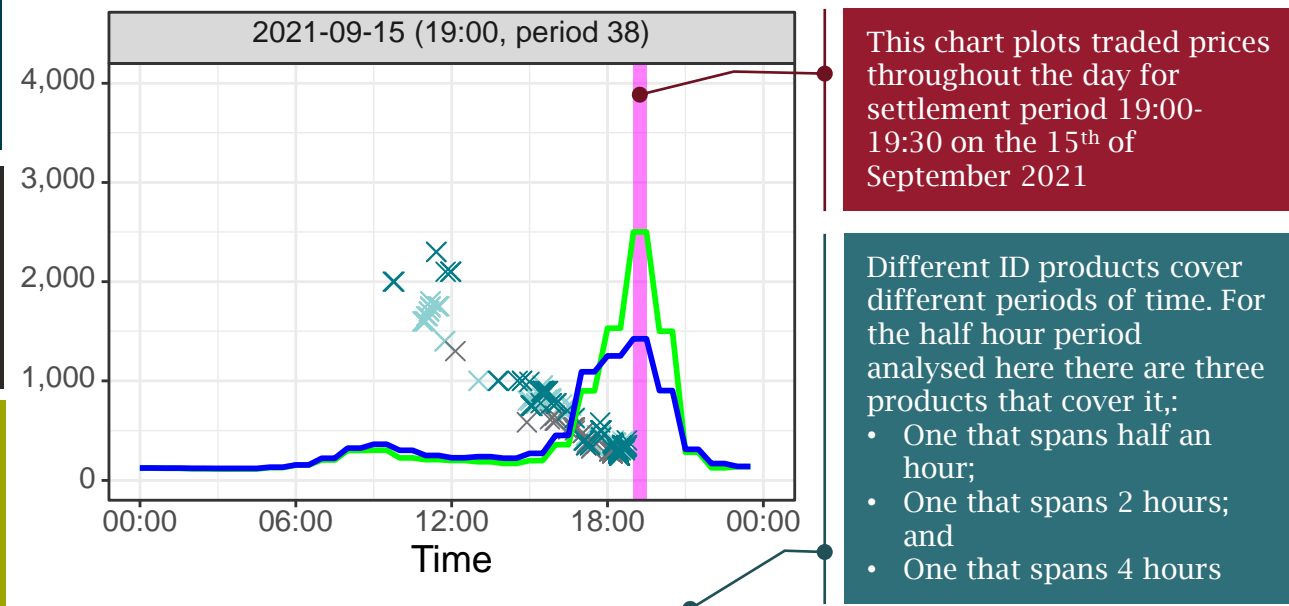 2021-09-15 (19:00, period 38)
4,000
3,000
2,000
1,000
0
00:00
06:00
12:00
18:00
00:00
Time
This chart plots traded prices
throughout the day for
settlement period 19:00-
19:30 on the 15th of
September 2021
Different ID products cover
different periods of time. For
the half hour period
analysed here there are three
products that cover it,:
• One that spans half an
hour;
• One that spans 2 hours;
and
• One that spans 4 hours